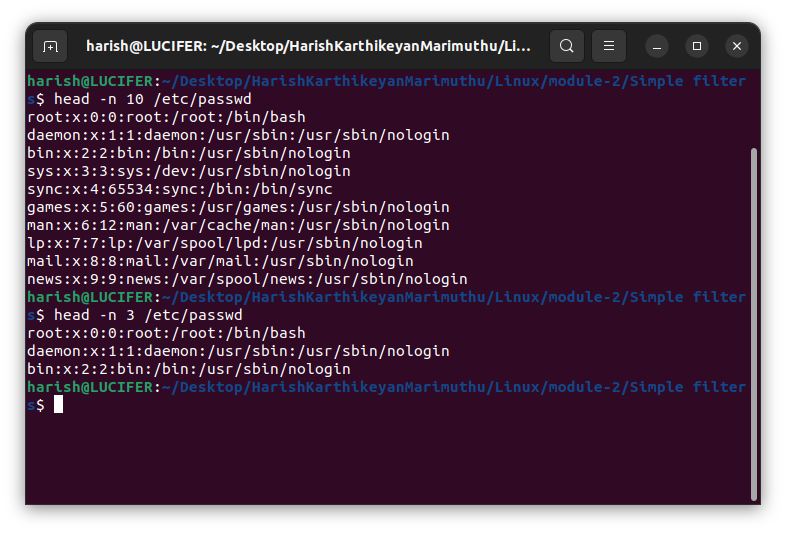 harish@LUCIFER: ~/Desktop/HarishKarthikeyanMarimuthu/Li...
harish@LUCIFER:~/Desktop/HarishKarthikeyanMarimuthu/Linux/module-2/Simple filter
s$ head -n 10 /etc/passwd
root:x:0:0:root:/root:/bin/bash
daemon:x:1:1:daemon:/usr/sbin:/usr/sbin/nologin
bin:x:2:2:bin:/bin:/usr/sbin/nologin
sys:x:3:3:sys:/dev:/usr/sbin/nologin
sync:x:4:65534:sync:/bin:/bin/sync
games:x:5:60:games:/usr/games:/usr/sbin/nologin
man:x:6:12:man:/var/cache/man:/usr/sbin/nologin
lp:x:7:7:lp:/var/spool/lpd:/usr/sbin/nologin
mail:x:8:8:mail:/var/mail:/usr/sbin/nologin
news:x:9:9:news:/var/spool/news:/usr/sbin/nologin
harish@LUCIFER:~/Desktop/HarishKarthikeyanMarimuthu/Linux/module-2/Simple filter
s$ head -n 3 /etc/passwd
root:x:0:0:root:/root:/bin/bash
daemon:x:1:1:daemon:/usr/sbin:/usr/sbin/nologin
bin:x:2:2:bin:/bin:/usr/sbin/nologin
harish@LUCIFER:~/Desktop/HarishKarthikeyanMarimuthu/Linux/module-2/Simple filter
s$